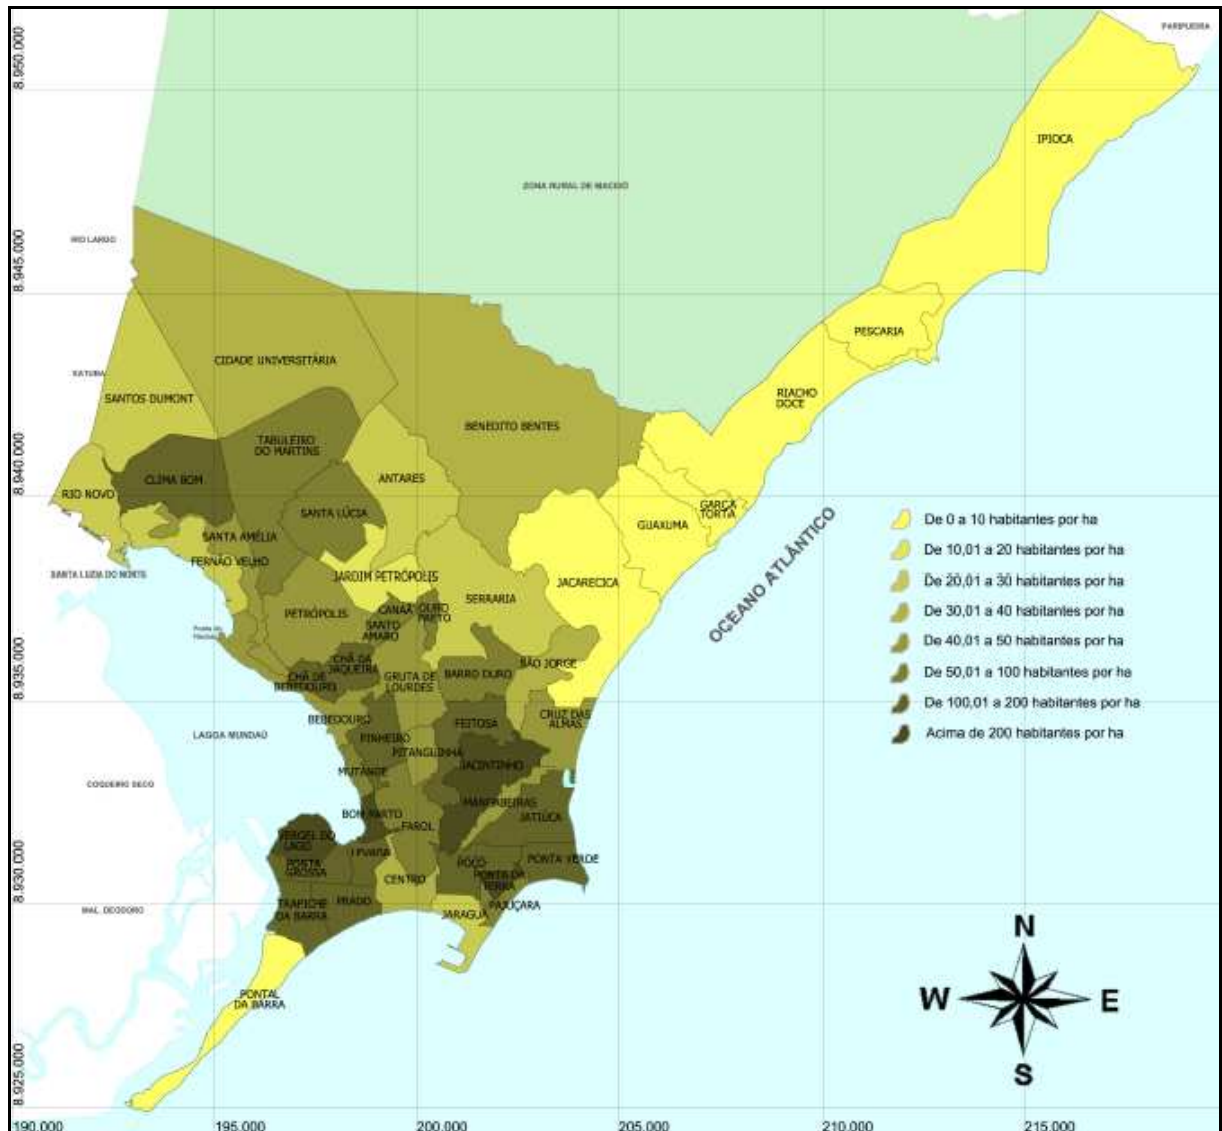 PARIPUEIRA
8.950.000
IPIOCA
ZONA RURAL DE MACEIÓ
RIO LARGO
8.945.000
PESCARIA
CIDADE UNIVERSITÁRIA
SATUBA
SANTOS DUMONT
RIACHO
DOCE
BENEDITO BENTES
TABULEIRO
DO MARTINS
8.940.000
CLIMA BOM
ANTARES
RIO NOVO
GARÇA
TORTA
SANTA LÚCIA
GUAXUMA
De 0 a 10 habitantes por ha
SANTA AMÉLIA
De 10,01 a 20 habitantes por ha
FERNÃO VELHO
SANTA LUZIA DO NORTE
JARDIM PETRÓPOLIS
JACARECICA
De 20,01 a 30 habitantes por ha
OCEANO ATLÂNTICO
SERRARIA
PETRÓPOLIS
CANAÃ
OURO
PRETO
De 30,01 a 40 habitantes por ha
SANTO
AMARO
8.935.000
De 40,01 a 50 habitantes por ha
CHÃ DA
JAQUEIRA
SÃO JORGE
CHÃ DE
BEBEDOURO
GRUTA DE
LOURDES
BARRO DURO
De 50,01 a 100 habitantes por ha
BEBEDOURO
FEITOSA
CRUZ DAS
ALMAS
De 100,01 a 200 habitantes por ha
LAGOA MUNDAÚ
PINHEIRO
Acima de 200 habitantes por ha
PITANGUINHA
JACINTINHO
MUTANGE
COQUEIRO SECO
MANGABEIRAS
BOM PARTO
JATIÚCA
FAROL
VERGEL DO
LAGO
8.930.000
LEVADA
PONTA
GROSSA
POÇO
PONTA VERDE
CENTRO
PONTA DA
TERRA
TRAPICHE
DA BARRA
PRADO
PAJUÇARA
MAL. DEODORO
JARAGUÁ
N
PONTAL
DA BARRA
W
E
S
8.925.000
190.000
195.000
200.000
205.000
210.000
215.000